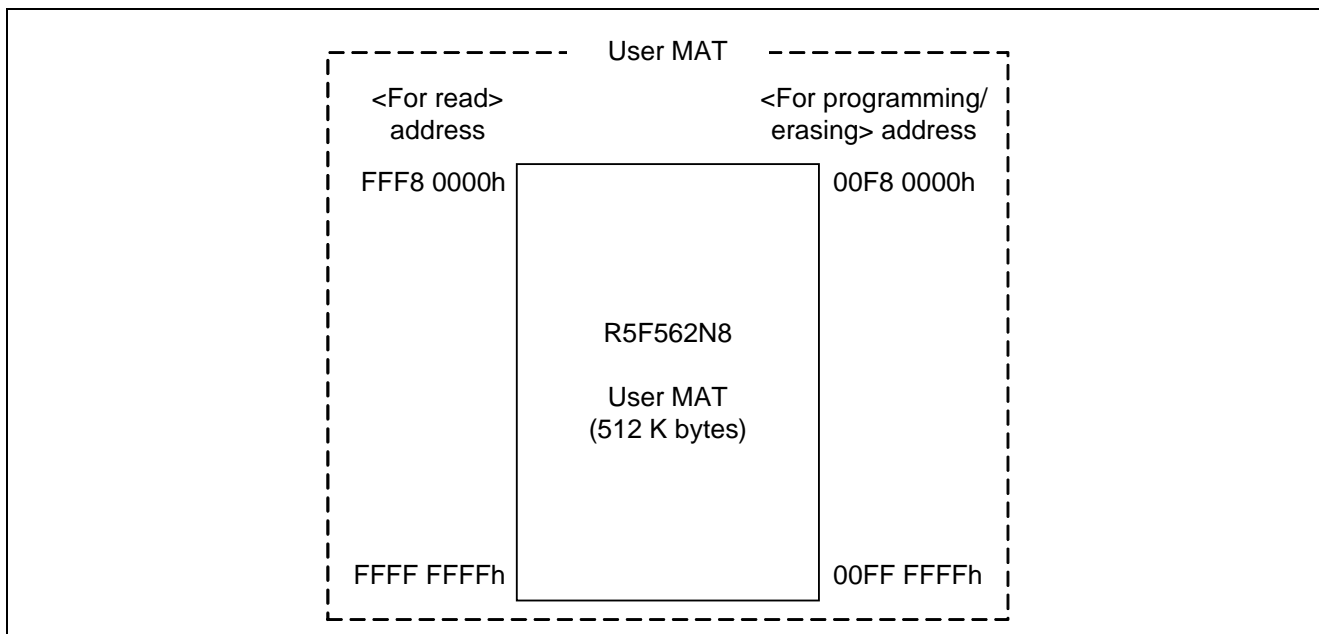 User MAT
<For read>
address
<For programming/
erasing> address
FFF8 0000h
00F8 0000h
R5F562N8
User MAT
(512 K bytes)
FFFF FFFFh
00FF FFFFh